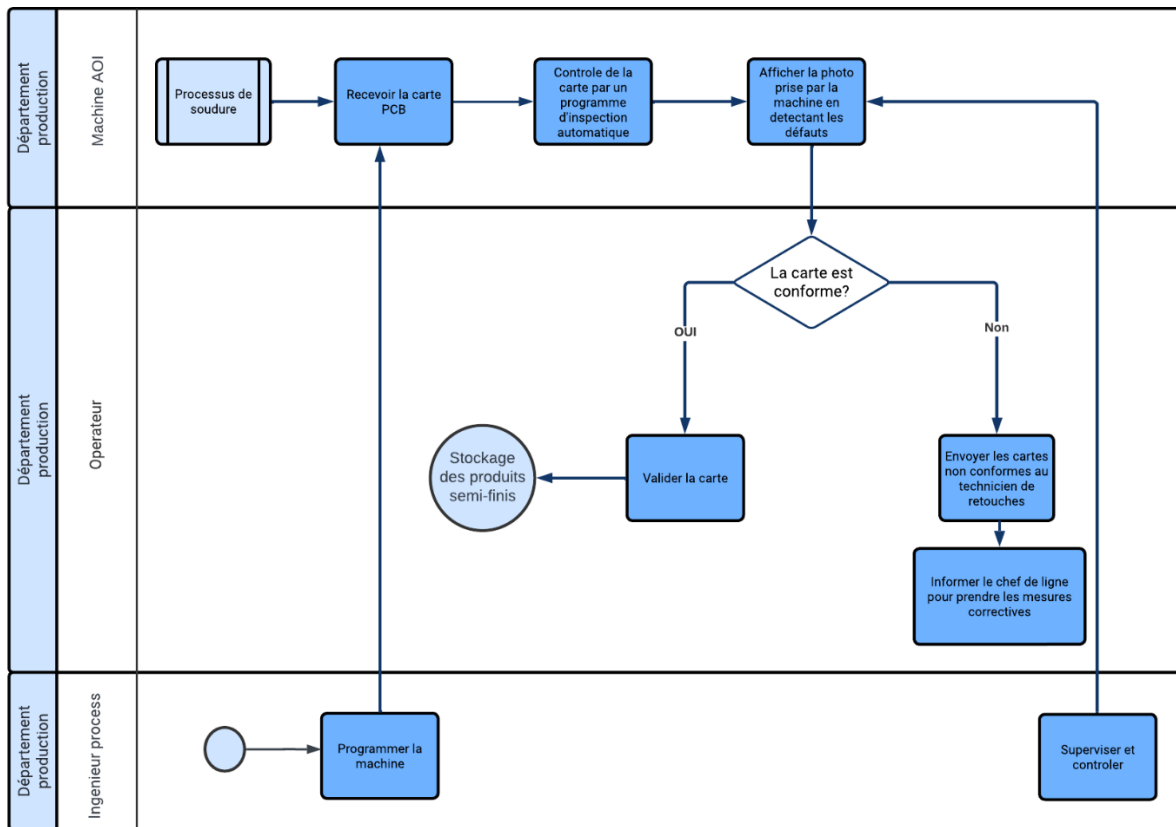 Département
production
Machine AOI
Processus de
soudure
Recevoir la carte
PCB
Controle de la
carte par un
programme
d'inspection
automatique
Afficher la photo
prise par la
machine en
detectant les
défauts
Département
production
Operateur
La carte est
conforme?
OUI
Non
Stockage
des produits
semi-finis
Valider la carte
Envoyer les cartes
non conformes au
technicien de
retouches
Informer le chef de ligne
pour prendre les mesures
correctives
Département
production
Ingenieur process
Programmer la
machine
Superviser et
controler